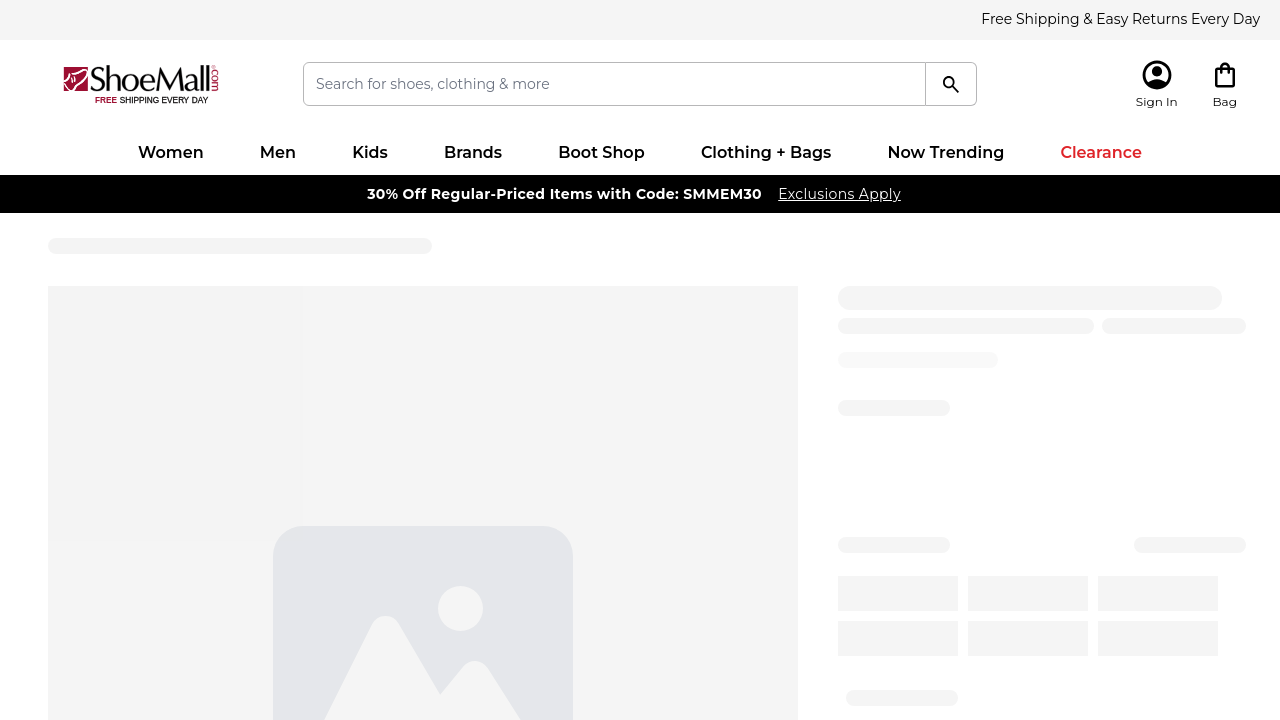 Free Shipping & Easy Returns Every Day
ShoeMall.com
FREE SHIPPING EVERY DAY
Search for shoes, clothing & more
Sign In
Bag
Women
Men
Kids
Brands
Boot Shop
Clothing + Bags
Now Trending
Clearance
30% Off Regular-Priced Items with Code: SMMEM30 Exclusions Apply